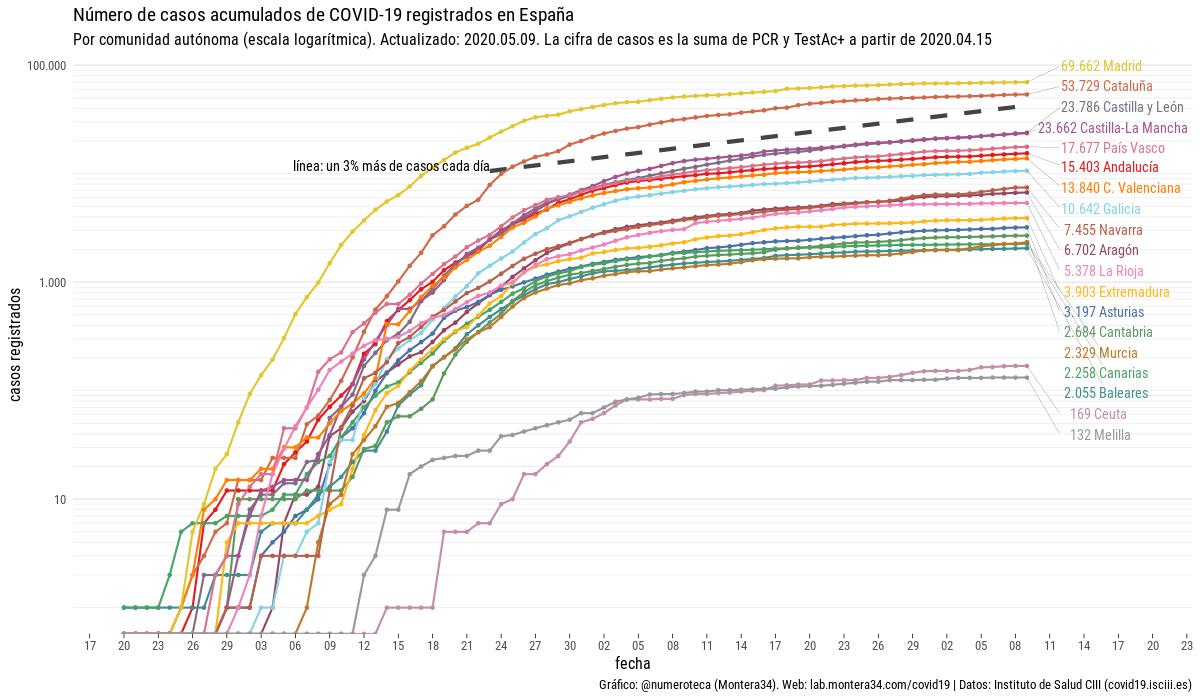 Número de casos acumulados de COVID-19 registrados en España
Por comunidad autónoma (escala logarítmica). Actualizado: 2020.05.09. La cifra de casos es la suma de PCR y TestAc+ a partir de 2020.04.15
100.000
1.000
10
casos registrados
línea: un 3% más de casos cada día
69.662 Madrid
53.729 Cataluña
23.786 Castilla y León
23.662 Castilla-La Mancha
17.677 País Vasco
15.403 Andalucía
13.840 C. Valenciana
10.642 Galicia
7.455 Navarra
6.702 Aragón
5.378 La Rioja
3.903 Extremadura
3.197 Asturias
2.684 Cantabria
2.329 Murcia
2.258 Canarias
2.055 Baleares
169 Ceuta
132 Melilla
17 20 23 26 29 03 06 09 12 15 18 21 24 27 30 02 05 08 11 14 17 20 23 26 29 02 05 08 11 14 17 20 23
fecha
Gráfico: @numeroteca (Montera34). Web: lab.montera34.com/covid19 | Datos: Instituto de Salud CIII (covid19.isciii.es)